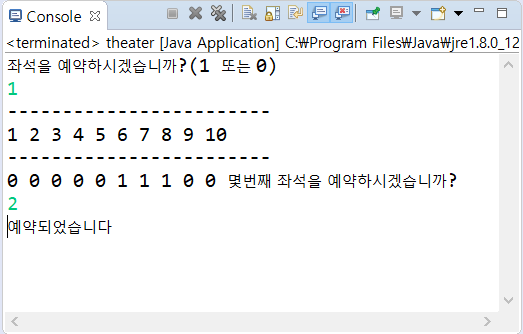 Console
<terminated> theater [Java Application] C:\Program Files\Java\jre1.8.0_12
좌석을 예약하시겠습니까?(1 또는 0)
1
------------------------
1 2 3 4 5 6 7 8 9 10
------------------------
0 0 0 0 0 1 1 1 0 0 몇번째 좌석을 예약하시겠습니까?
2
예약되었습니다